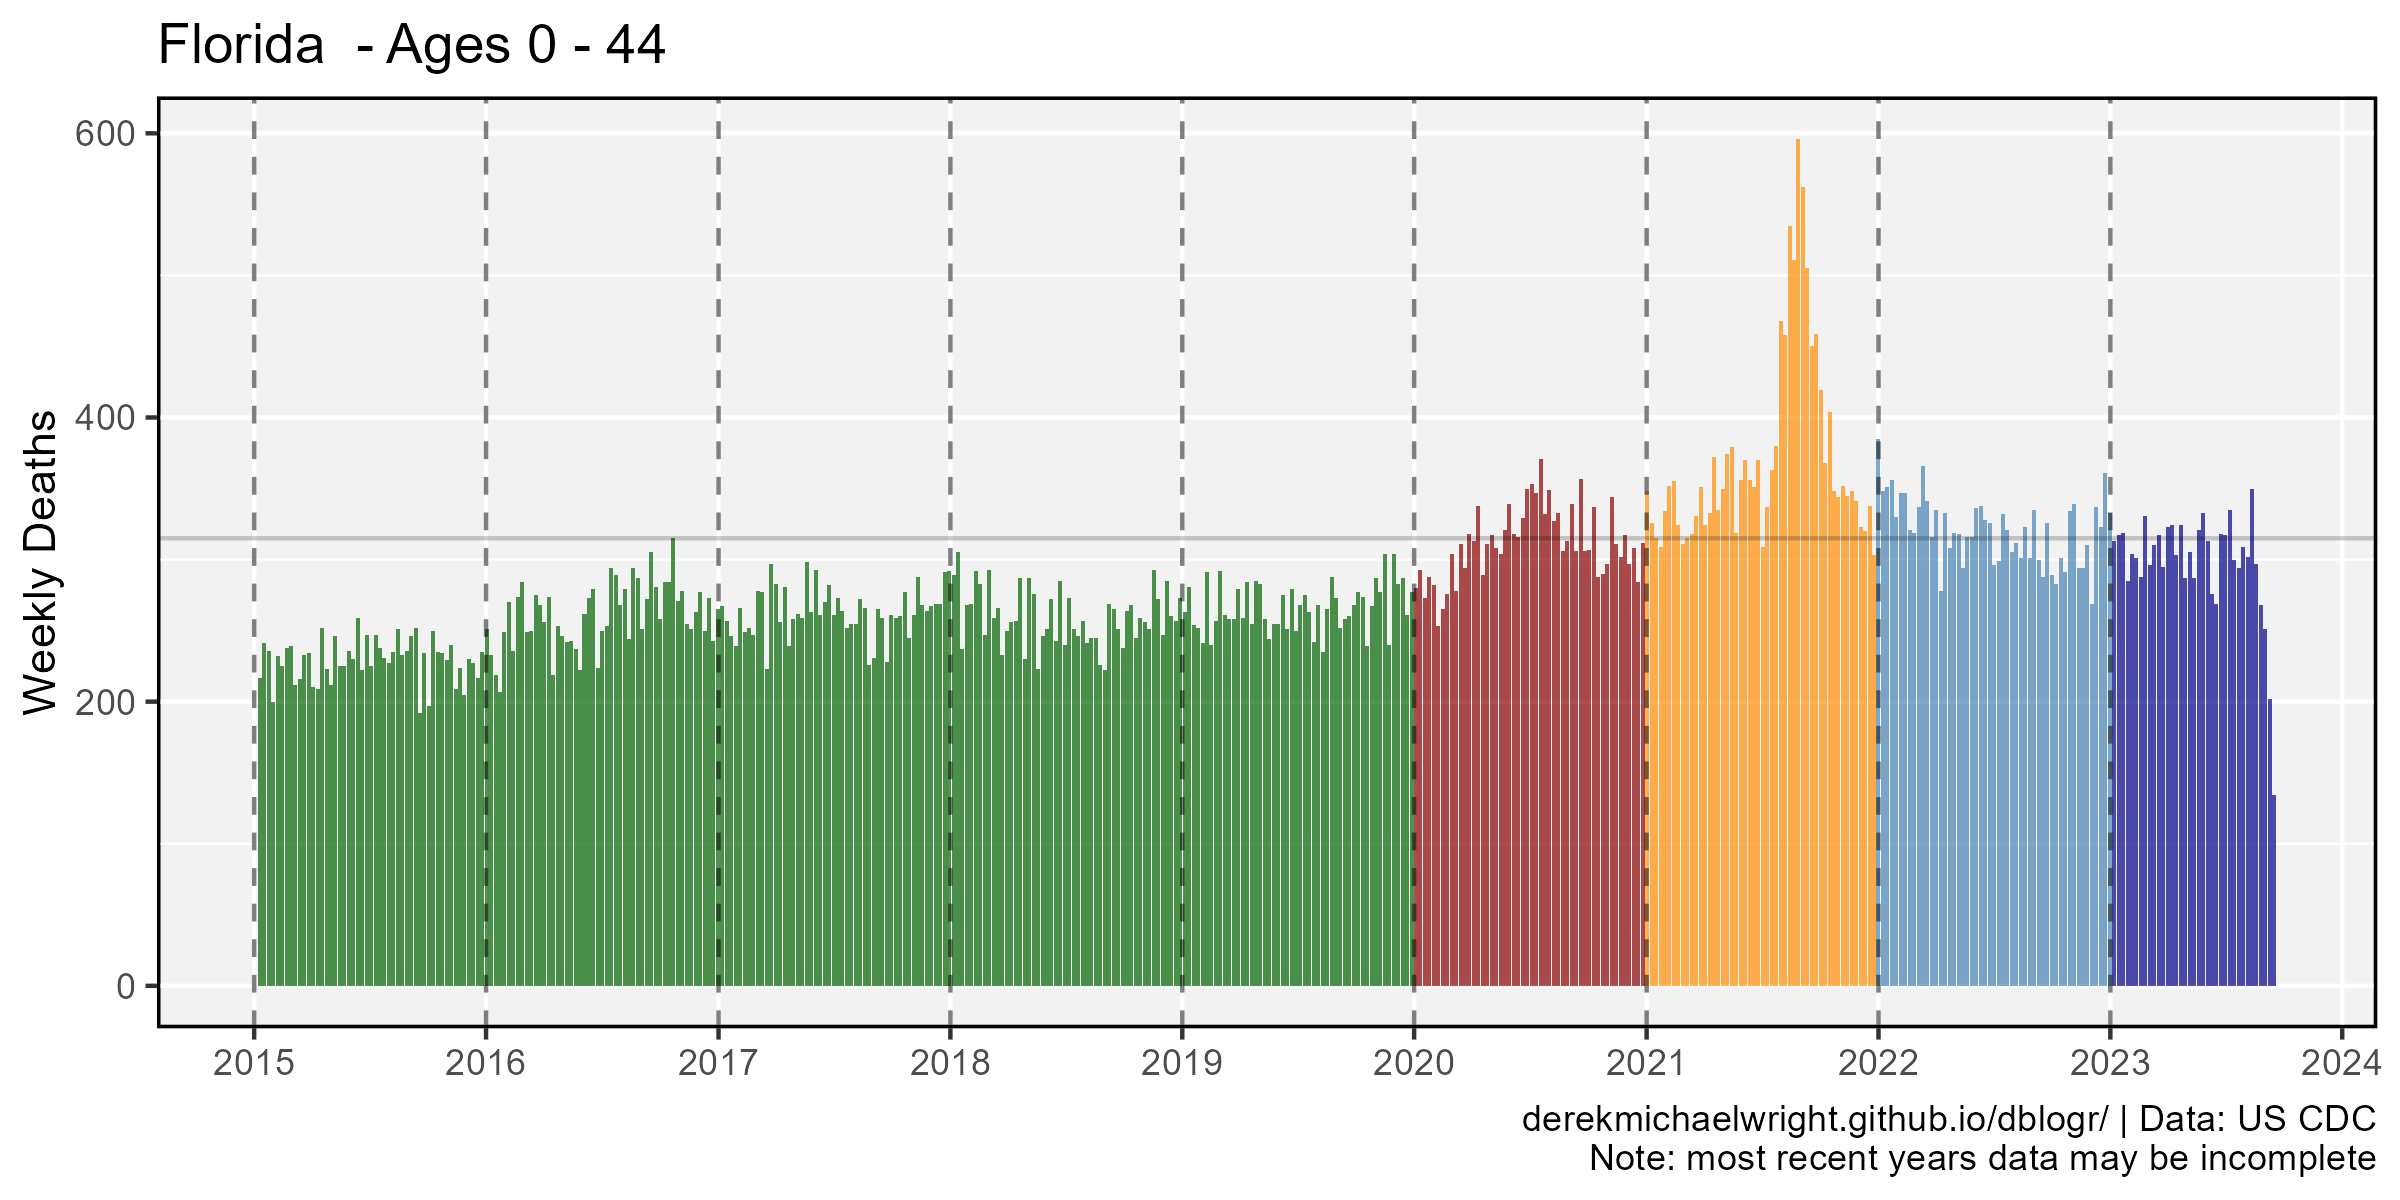 Florida  - Ages 0 - 44
Weekly Deaths
600
400
200
0
2015 2016 2017 2018 2019 2020 2021 2022 2023 2024
derekmichaelwright.github.io/dblogr/ | Data: US CDC
Note: most recent years data may be incomplete